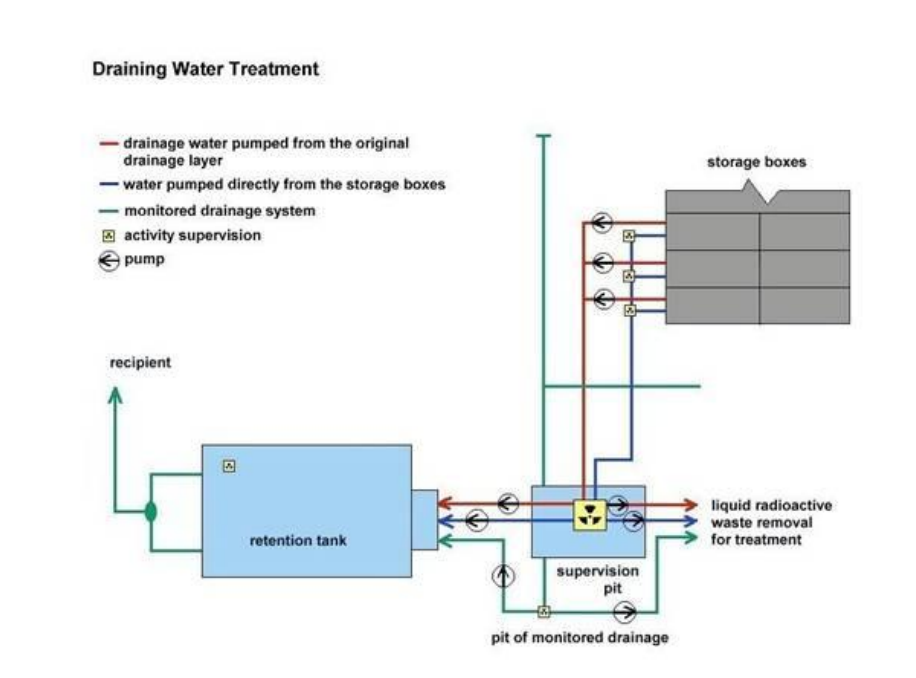 Draining Water Treatment
drainage water pumped from the original
drainage layer
water pumped directly from the storage boxes
monitored drainage system
activity supervision
pump
storage boxes
recipient
retention tank
liquid radioactive
waste removal
for treatment
supervision
pit
pit of monitored drainage